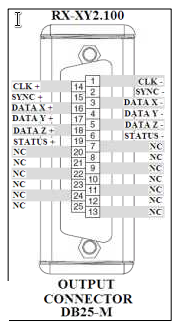 RX-XY2.100
CLK -
1
CLK +
14
SYNC -
2
SYNC +
15
DATA X -
3
DATA X +
16
DATA Y -
4
DATA Y +
17
DATA Z -
5
DATA Z +
18
STATUS -
6
STATUS +
19
NC
7
NC
20
NC
8
NC
21
NC
9
NC
22
NC
10
NC
23
NC
11
NC
24
NC
12
NC
25
NC
13
OUTPUT
CONNECTOR
DB25-M